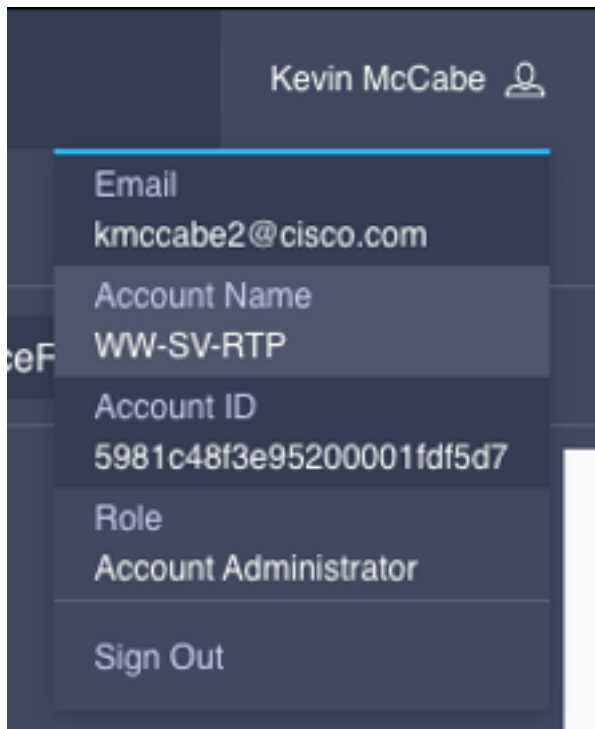 Kevin McCabe
Email
kmccabe2@cisco.com
Account Name
WW-SV-RTP
ceF
Account ID
5981c48f3e95200001fdf5d7
Role
Account Administrator
Sign Out